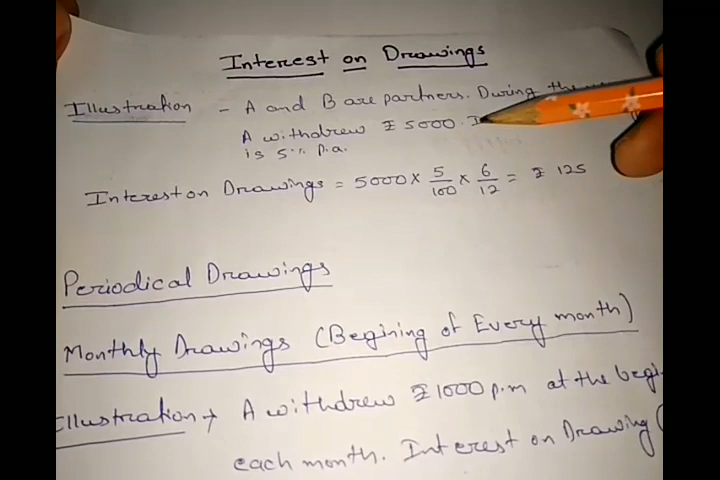 Interest on Drawings
Illustration - A and B are partners. During the
A withdrew ₹ 5000.
is 5% p.a.
Interest on Drawings = 5000 × 5/100 × 6/12 = ₹ 125
Periodical Drawings
Monthly Drawings (Begining of Every month)
Illustration → A withdrew ₹1000 p.m at the begi
each month. Interest on Drawing (